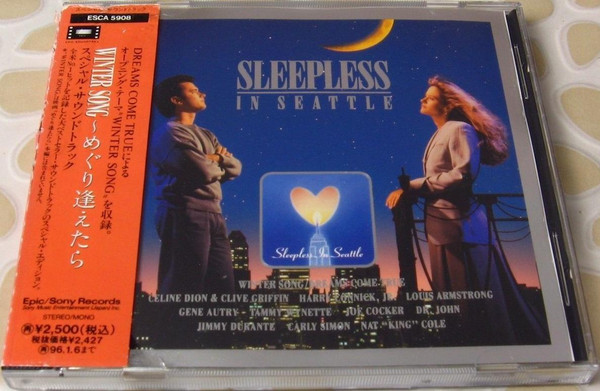 ESCA 5908
DREAMS COME TRUEによる
オープニング・テーマ"WINTER SONG"を収録。
WINTER SONG〜めぐり逢えたら
スペシャル・サウンドトラック
Epic/Sony Records
Sony Music Entertainment (Japan) Inc.
STEREO/MONO
¥2,500(税込)
税抜価格¥2,427
96.1.6まで
SLEEPLESS
IN SEATTLE
Sleepless In Seattle
WINTER SONG/DREAMS COME TRUE
CELINE DION & CLIVE GRIFFIN HARRY CONNICK, JR. LOUIS ARMSTRONG
GENE AUTRY TAMMY WYNETTE JOE COCKER DR. JOHN
JIMMY DURANTE CARLY SIMON NAT "KING" COLE